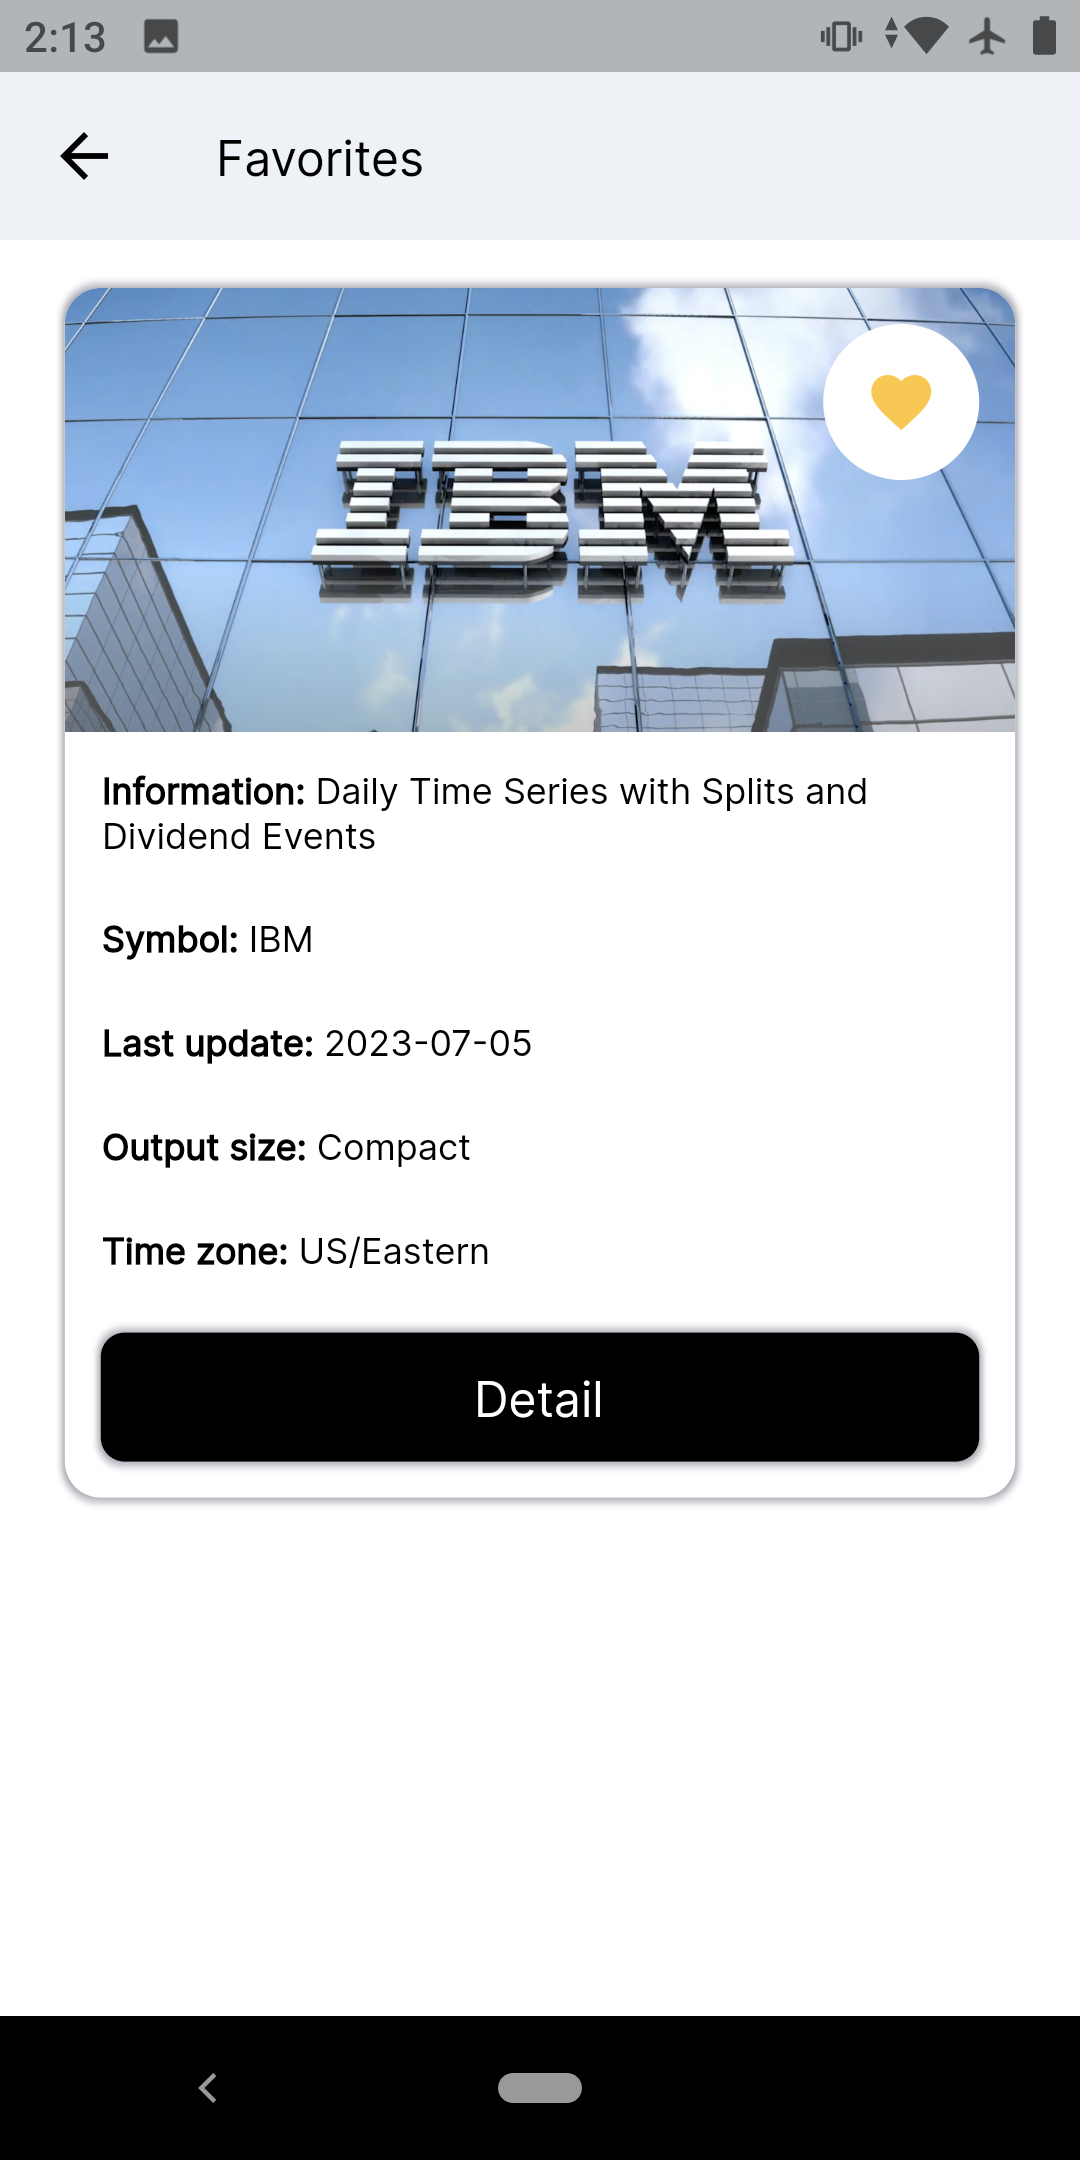 2:13
Favorites
IBM
Information: Daily Time Series with Splits and
Dividend Events
Symbol: IBM
Last update: 2023-07-05
Output size: Compact
Time zone: US/Eastern
Detail